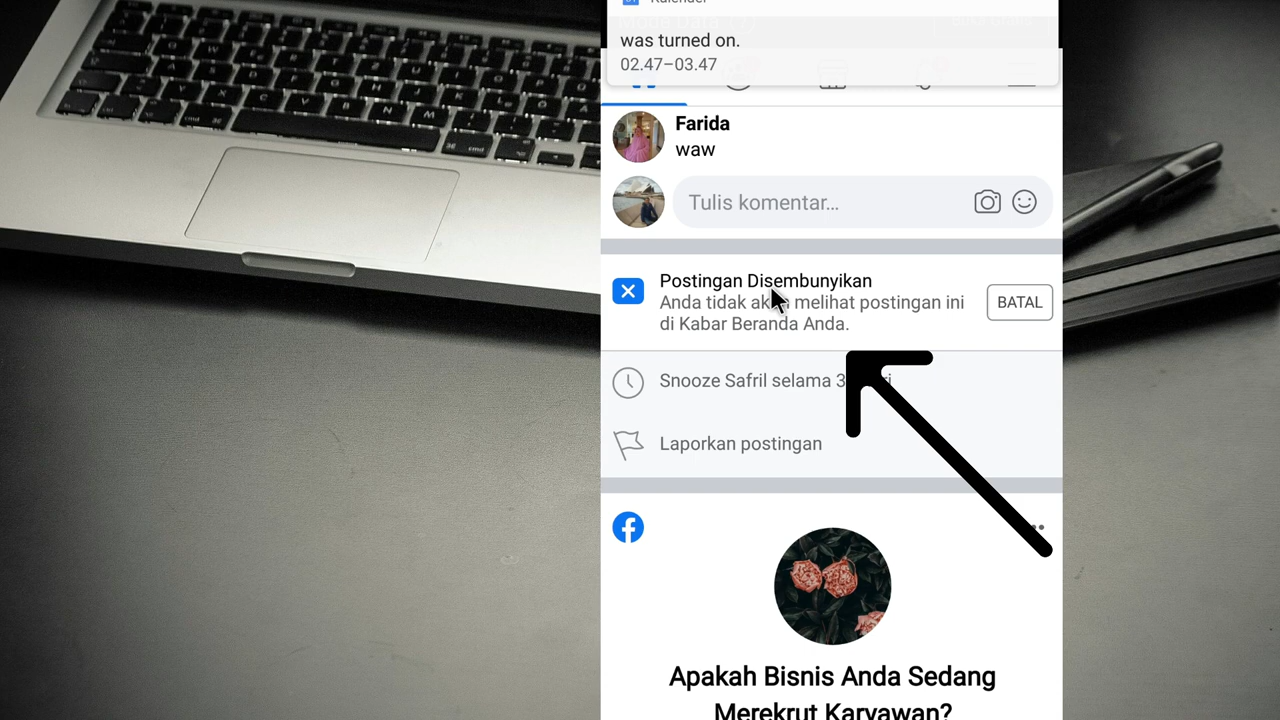 was turned on.
02.47–03.47
Farida
waw
Tulis komentar...
Postingan Disembunyikan
Anda tidak akan melihat postingan ini
di Kabar Beranda Anda.
BATAL
Snooze Safril selama 3
Laporkan postingan
Apakah Bisnis Anda Sedang
Merekrut Karyawan?